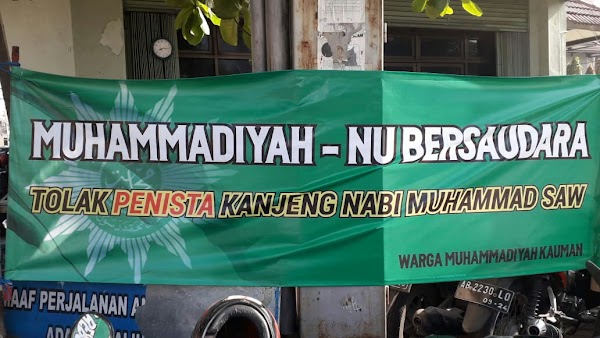 MUHAMMADIYAH - NU BERSAUDARA
TOLAK PENISTA KANJENG NABI MUHAMMAD SAW
WARGA MUHAMMADIYAH KAUMAN
MAAF PERJALANAN
AB 2230 LO